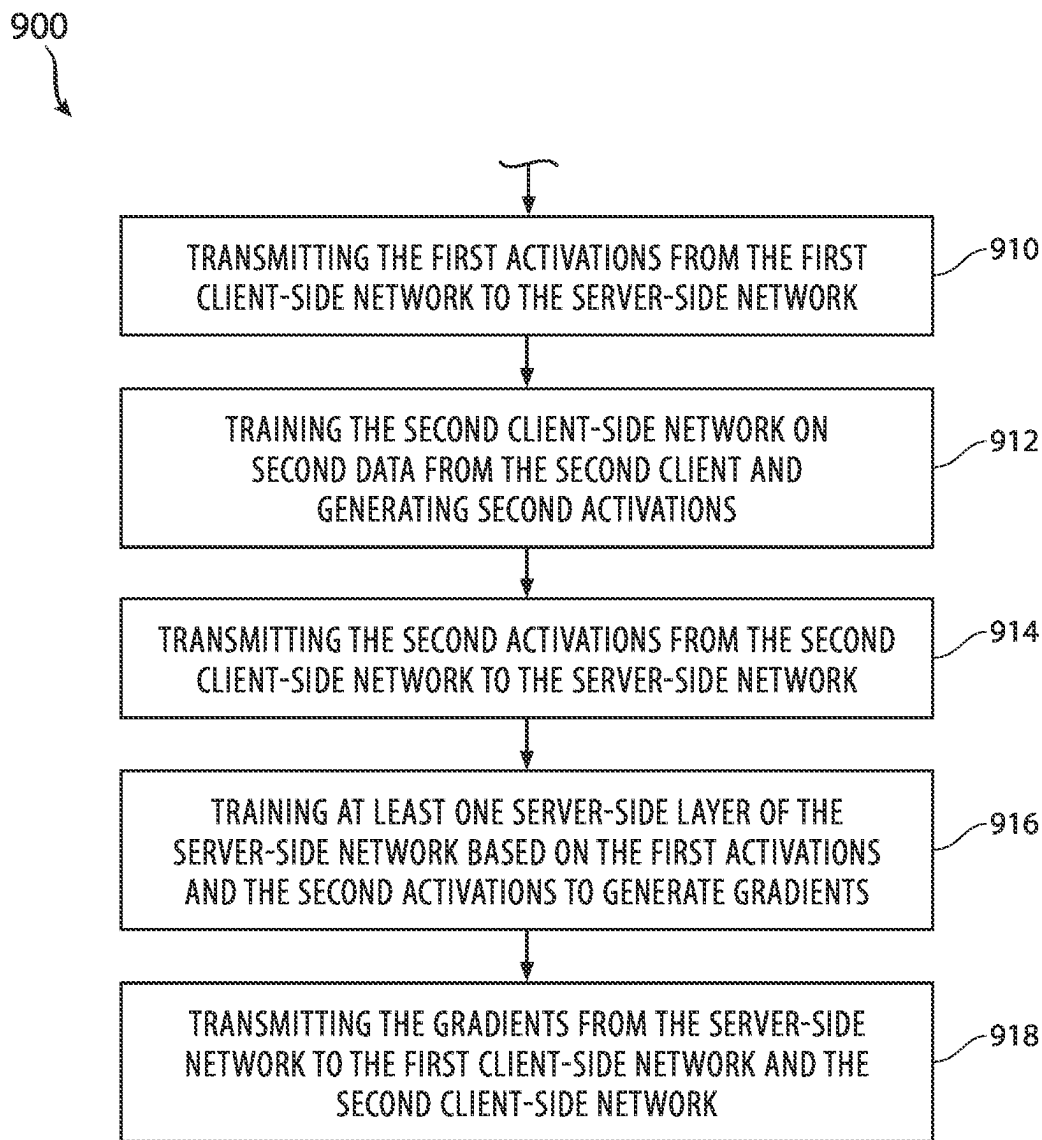 900
TRANSMITTING THE FIRST ACTIVATIONS FROM THE FIRST
CLIENT-SIDE NETWORK TO THE SERVER-SIDE NETWORK
910
TRAINING THE SECOND CLIENT-SIDE NETWORK ON
SECOND DATA FROM THE SECOND CLIENT AND
GENERATING SECOND ACTIVATIONS
912
TRANSMITTING THE SECOND ACTIVATIONS FROM THE SECOND
CLIENT-SIDE NETWORK TO THE SERVER-SIDE NETWORK
914
TRAINING AT LEAST ONE SERVER-SIDE LAYER OF THE
SERVER-SIDE NETWORK BASED ON THE FIRST ACTIVATIONS
AND THE SECOND ACTIVATIONS TO GENERATE GRADIENTS
916
TRANSMITTING THE GRADIENTS FROM THE SERVER-SIDE
NETWORK TO THE FIRST CLIENT-SIDE NETWORK AND THE
SECOND CLIENT-SIDE NETWORK
918